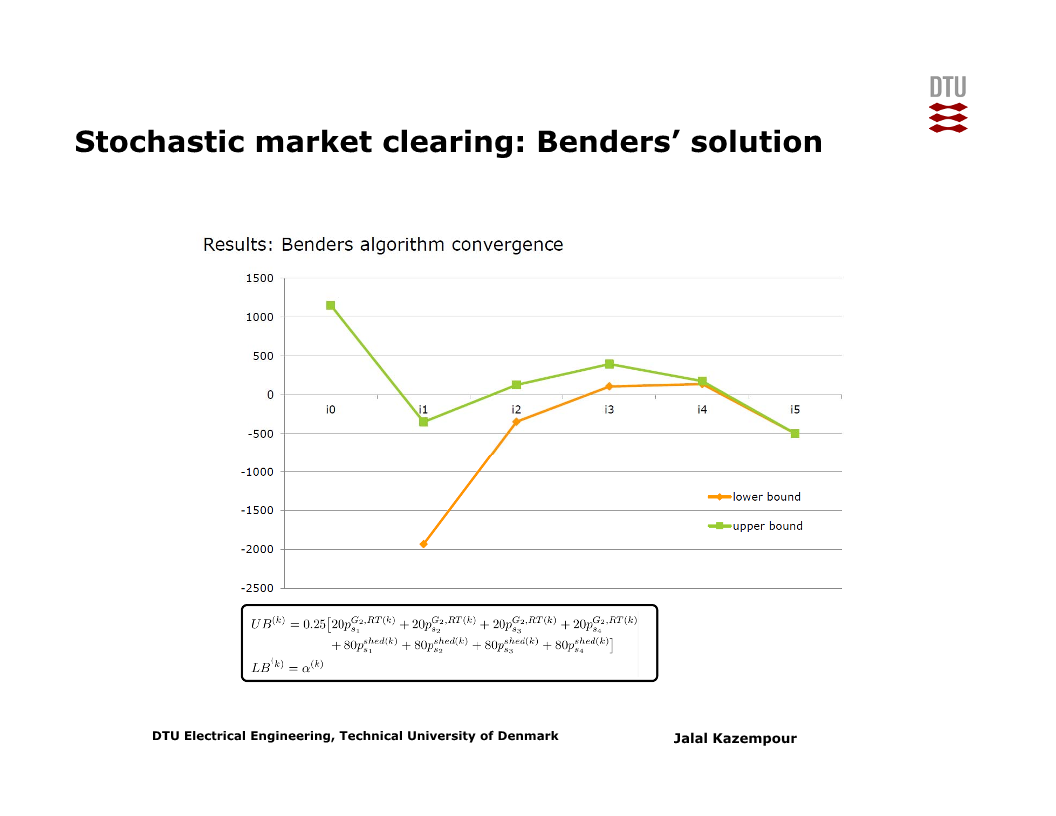 DTU
Stochastic market clearing: Benders’ solution
Results: Benders algorithm convergence
1500
1000
500
0
-500
-1000
-1500
-2000
-2500
i0 i1 i2 i3 i4 i5
lower bound
upper bound
UB^{(k)} = 0.25[20p_{s_1}^{G_2,RT(k)} + 20p_{s_2}^{G_2,RT(k)} + 20p_{s_3}^{G_2,RT(k)} + 20p_{s_4}^{G_2,RT(k)}
+ 80p_{s_1}^{shed(k)} + 80p_{s_2}^{shed(k)} + 80p_{s_3}^{shed(k)} + 80p_{s_4}^{shed(k)}]
LB^{(k)} = α^{(k)}
DTU Electrical Engineering, Technical University of Denmark
Jalal Kazempour